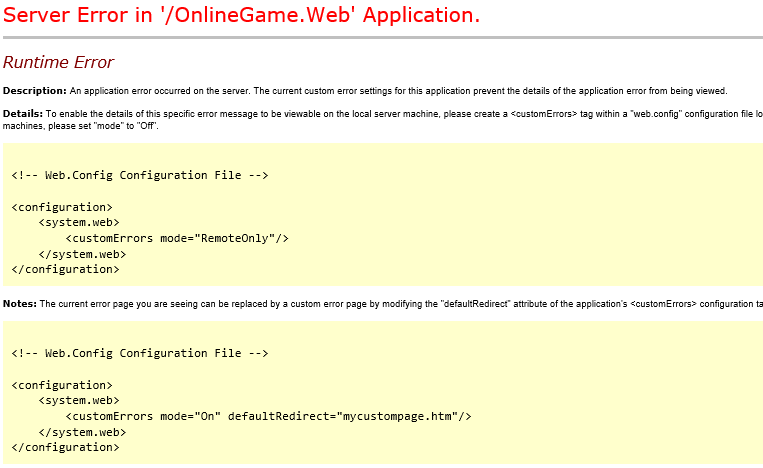 Server Error in '/OnlineGame.Web' Application.
Runtime Error
Description: An application error occurred on the server. The current custom error settings for this application prevent the details of the application error from being viewed.
Details: To enable the details of this specific error message to be viewable on the local server machine, please create a <customErrors> tag within a "web.config" configuration file lo
machines, please set "mode" to "Off".
<!-- Web.Config Configuration File -->
<configuration>
    <system.web>
        <customErrors mode="RemoteOnly"/>
    </system.web>
</configuration>
Notes: The current error page you are seeing can be replaced by a custom error page by modifying the "defaultRedirect" attribute of the application's <customErrors> configuration ta
<!-- Web.Config Configuration File -->
<configuration>
    <system.web>
        <customErrors mode="On" defaultRedirect="mycustompage.htm"/>
    </system.web>
</configuration>